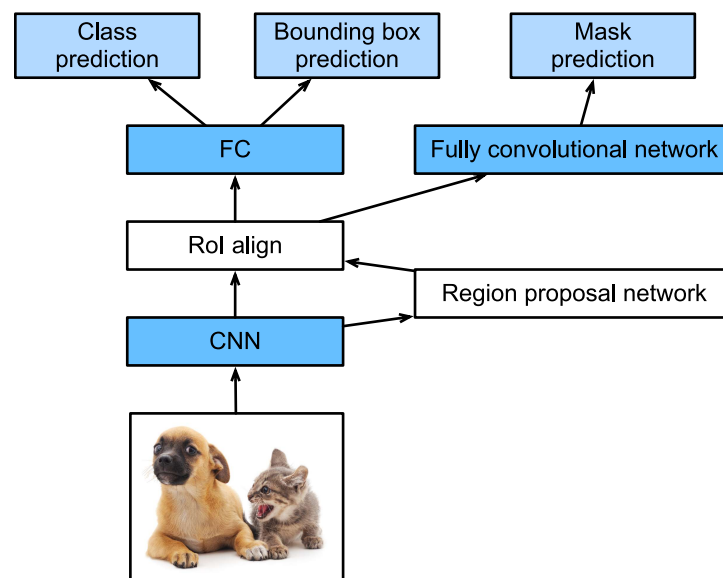 Class
prediction
Bounding box
prediction
Mask
prediction
FC
Fully convolutional network
RoI align
Region proposal network
CNN